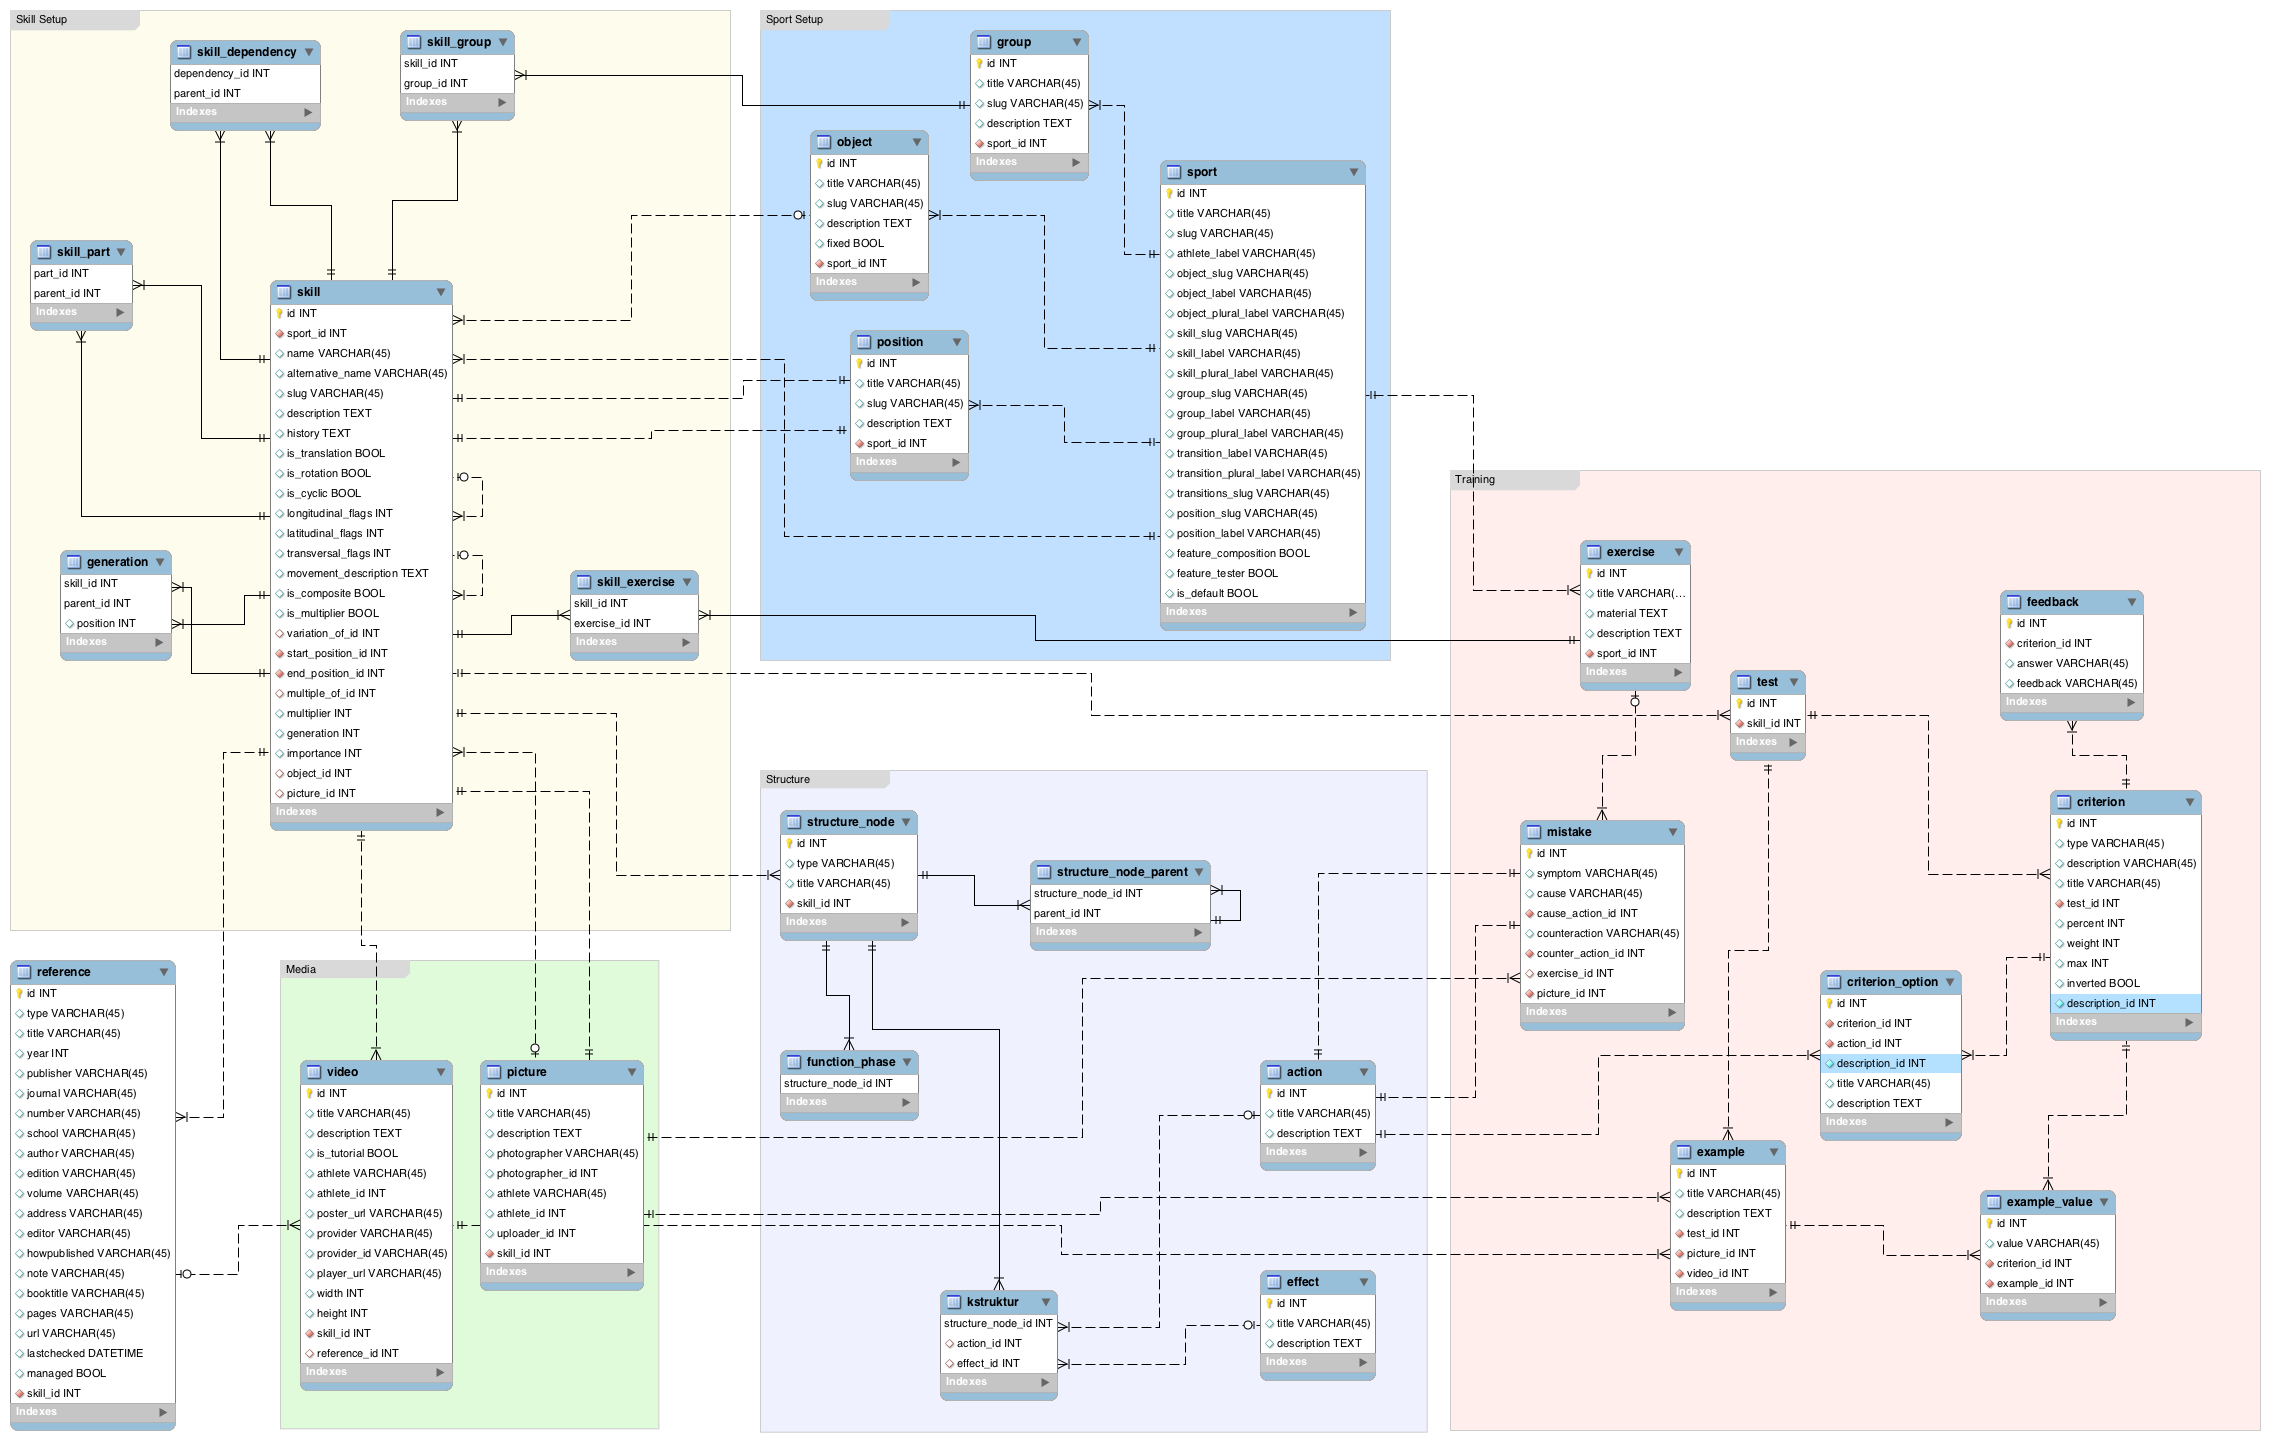 Skill Setup
skill_dependency
dependency_id INT
parent_id INT
Indexes
skill_group
skill_id INT
group_id INT
Indexes
skill_part
part_id INT
parent_id INT
Indexes
skill
id INT
sport_id INT
name VARCHAR(45)
alternative_name VARCHAR(45)
slug VARCHAR(45)
description TEXT
history TEXT
is_translation BOOL
is_rotation BOOL
is_cyclic BOOL
longitudinal_flags INT
latitudinal_flags INT
transversal_flags INT
movement_description TEXT
is_composite BOOL
is_multiplier BOOL
variation_of_id INT
start_position_id INT
end_position_id INT
multiple_of_id INT
multiplier INT
generation INT
importance INT
object_id INT
picture_id INT
Indexes
generation
skill_id INT
parent_id INT
position INT
Indexes
skill_exercise
skill_id INT
exercise_id INT
Indexes
Sport Setup
group
id INT
title VARCHAR(45)
slug VARCHAR(45)
description TEXT
sport_id INT
Indexes
object
id INT
title VARCHAR(45)
slug VARCHAR(45)
description TEXT
fixed BOOL
sport_id INT
Indexes
position
id INT
title VARCHAR(45)
slug VARCHAR(45)
description TEXT
sport_id INT
Indexes
sport
id INT
title VARCHAR(45)
slug VARCHAR(45)
athlete_label VARCHAR(45)
object_slug VARCHAR(45)
object_label VARCHAR(45)
object_plural_label VARCHAR(45)
skill_slug VARCHAR(45)
skill_label VARCHAR(45)
skill_plural_label VARCHAR(45)
group_slug VARCHAR(45)
group_label VARCHAR(45)
group_plural_label VARCHAR(45)
transition_label VARCHAR(45)
transition_plural_label VARCHAR(45)
transitions_slug VARCHAR(45)
position_slug VARCHAR(45)
position_label VARCHAR(45)
feature_composition BOOL
feature_tester BOOL
is_default BOOL
Indexes
Training
exercise
id INT
title VARCHAR(...
material TEXT
description TEXT
sport_id INT
Indexes
test
id INT
skill_id INT
Indexes
feedback
id INT
criterion_id INT
answer VARCHAR(45)
feedback VARCHAR(45)
Indexes
mistake
id INT
symptom VARCHAR(45)
cause VARCHAR(45)
cause_action_id INT
counteraction VARCHAR(45)
counter_action_id INT
exercise_id INT
picture_id INT
Indexes
criterion
id INT
type VARCHAR(45)
description VARCHAR(45)
title VARCHAR(45)
test_id INT
percent INT
weight INT
max INT
inverted BOOL
description_id INT
Indexes
criterion_option
id INT
criterion_id INT
action_id INT
description_id INT
title VARCHAR(45)
description TEXT
Indexes
example
id INT
title VARCHAR(45)
description TEXT
test_id INT
picture_id INT
video_id INT
Indexes
example_value
id INT
value VARCHAR(45)
criterion_id INT
example_id INT
Indexes
Structure
structure_node
id INT
type VARCHAR(45)
title VARCHAR(45)
skill_id INT
Indexes
structure_node_parent
structure_node_id INT
parent_id INT
Indexes
function_phase
structure_node_id INT
Indexes
action
id INT
title VARCHAR(45)
description TEXT
Indexes
kstruktur
structure_node_id INT
action_id INT
effect_id INT
Indexes
effect
id INT
title VARCHAR(45)
description TEXT
Indexes
reference
id INT
type VARCHAR(45)
title VARCHAR(45)
year INT
publisher VARCHAR(45)
journal VARCHAR(45)
number VARCHAR(45)
school VARCHAR(45)
author VARCHAR(45)
edition VARCHAR(45)
volume VARCHAR(45)
address VARCHAR(45)
editor VARCHAR(45)
howpublished VARCHAR(45)
note VARCHAR(45)
booktitle VARCHAR(45)
pages VARCHAR(45)
url VARCHAR(45)
lastchecked DATETIME
managed BOOL
skill_id INT
Indexes
Media
video
id INT
title VARCHAR(45)
description TEXT
is_tutorial BOOL
athlete VARCHAR(45)
athlete_id INT
poster_url VARCHAR(45)
provider VARCHAR(45)
provider_id VARCHAR(45)
player_url VARCHAR(45)
width INT
height INT
skill_id INT
reference_id INT
Indexes
picture
id INT
title VARCHAR(45)
description TEXT
photographer VARCHAR(45)
photographer_id INT
athlete VARCHAR(45)
athlete_id INT
uploader_id INT
skill_id INT
Indexes